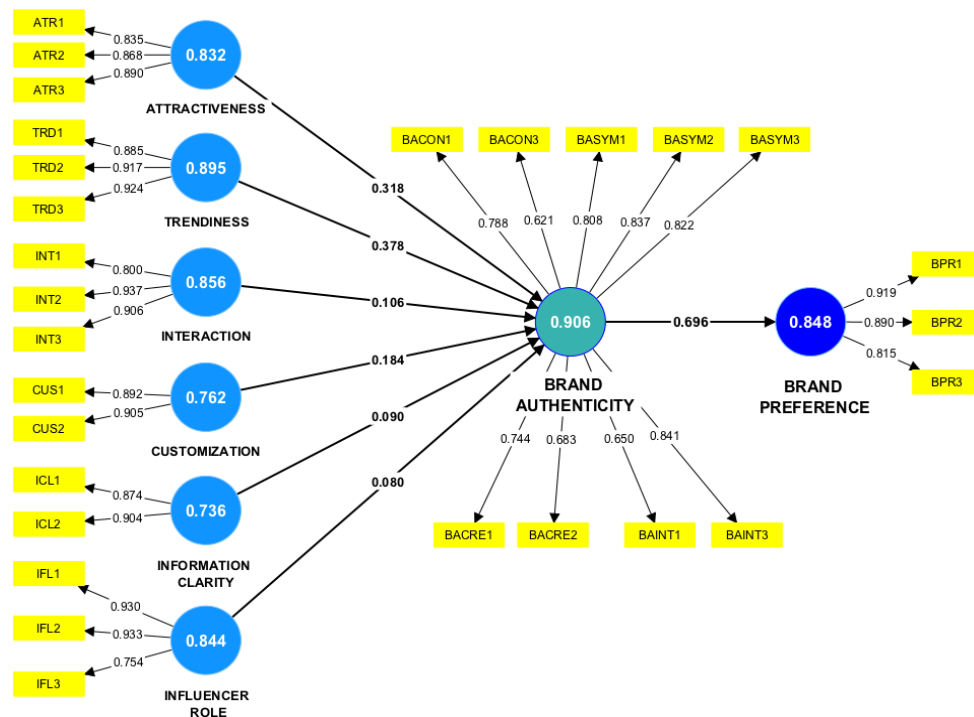 ATR1
ATR2
ATR3
0.835
0.868
0.890
0.832
ATTRACTIVENESS
TRD1
TRD2
TRD3
0.885
0.917
0.924
0.895
TRENDINESS
INT1
INT2
INT3
0.800
0.937
0.906
0.856
INTERACTION
CUS1
CUS2
0.892
0.905
0.762
CUSTOMIZATION
ICL1
ICL2
0.874
0.904
0.736
INFORMATION
CLARITY
IFL1
IFL2
IFL3
0.930
0.933
0.754
0.844
INFLUENCER
ROLE
0.318
0.378
0.106
0.184
0.090
0.080
BACON1
BACON3
BASYM1
BASYM2
BASYM3
0.788
0.621
0.808
0.837
0.822
0.906
BRAND
AUTHENTICITY
0.744
0.683
0.650
0.841
BACRE1
BACRE2
BAINT1
BAINT3
0.696
0.848
BRAND
PREFERENCE
0.919
0.890
0.815
BPR1
BPR2
BPR3